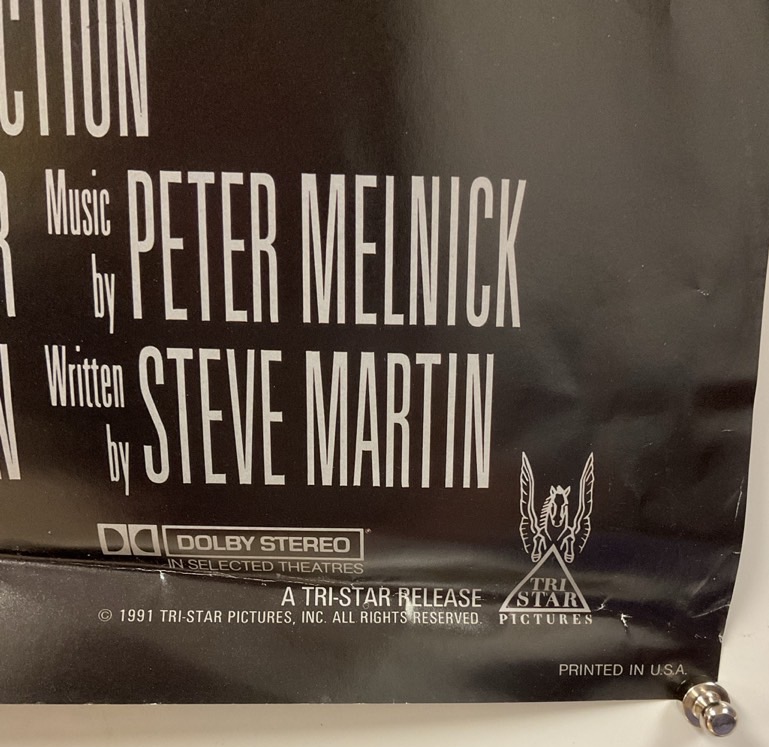 CTION
R Music by PETER MELNICK
N Written by STEVE MARTIN
DOLBY STEREO
IN SELECTED THEATRES
A TRI-STAR RELEASE
© 1991 TRI-STAR PICTURES, INC. ALL RIGHTS RESERVED.
TRI
STAR
PICTURES
PRINTED IN U.S.A.